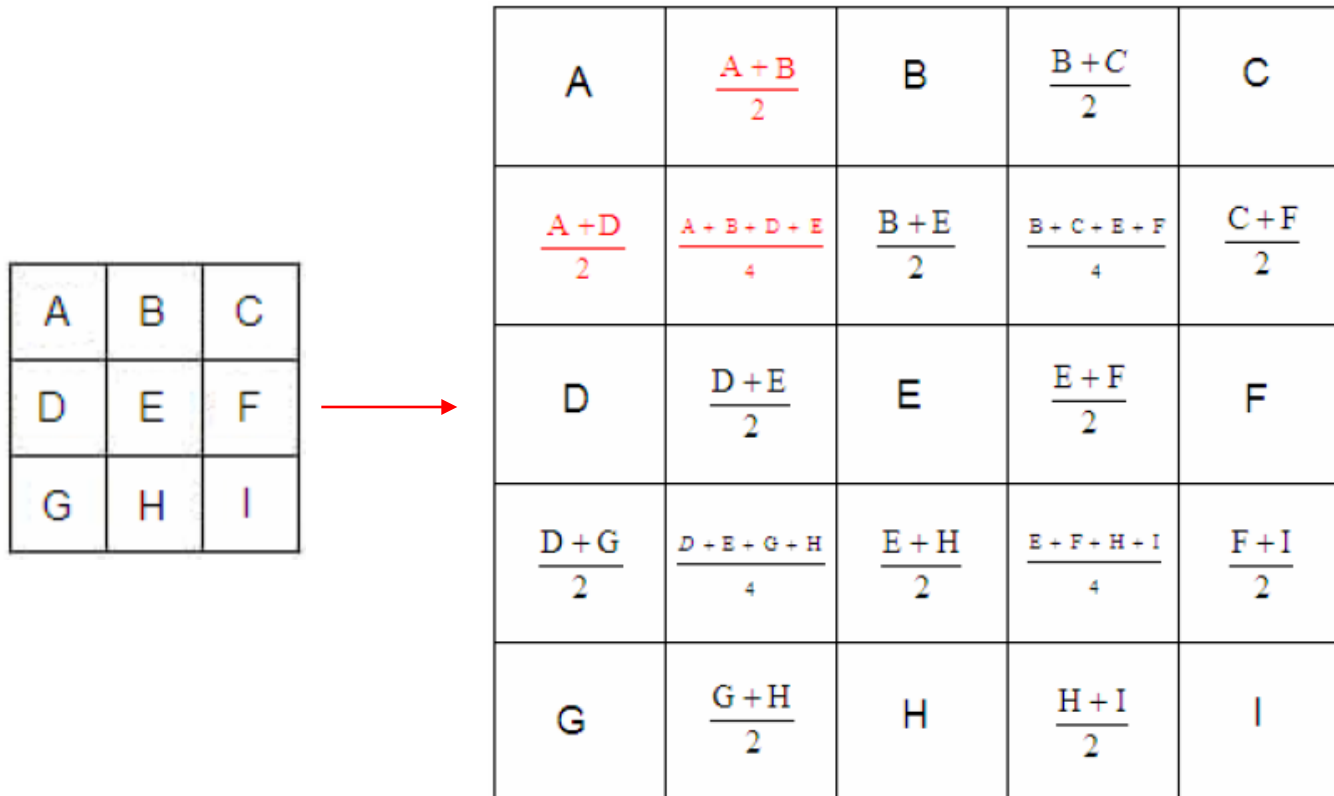 A B C
D E F
G H I
A (A+B)/2 B (B+C)/2 C
(A+D)/2 (A+B+D+E)/4 (B+E)/2 (B+C+E+F)/4 (C+F)/2
D (D+E)/2 E (E+F)/2 F
(D+G)/2 (D+E+G+H)/4 (E+H)/2 (E+F+H+I)/4 (F+I)/2
G (G+H)/2 H (H+I)/2 I